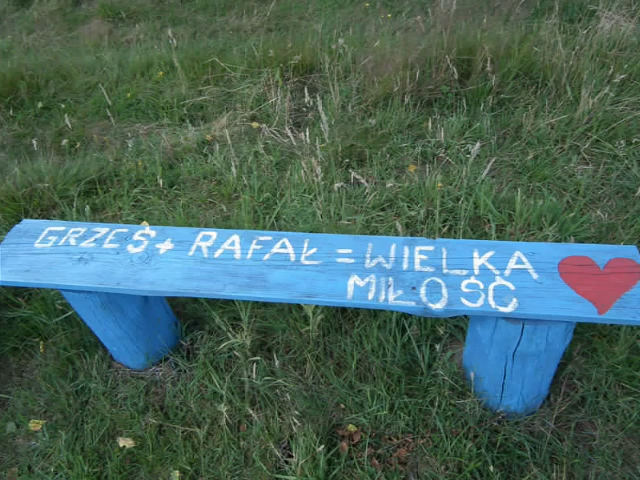 GRZEŚ + RAFAŁ = WIELKA
MIŁOŚĆ